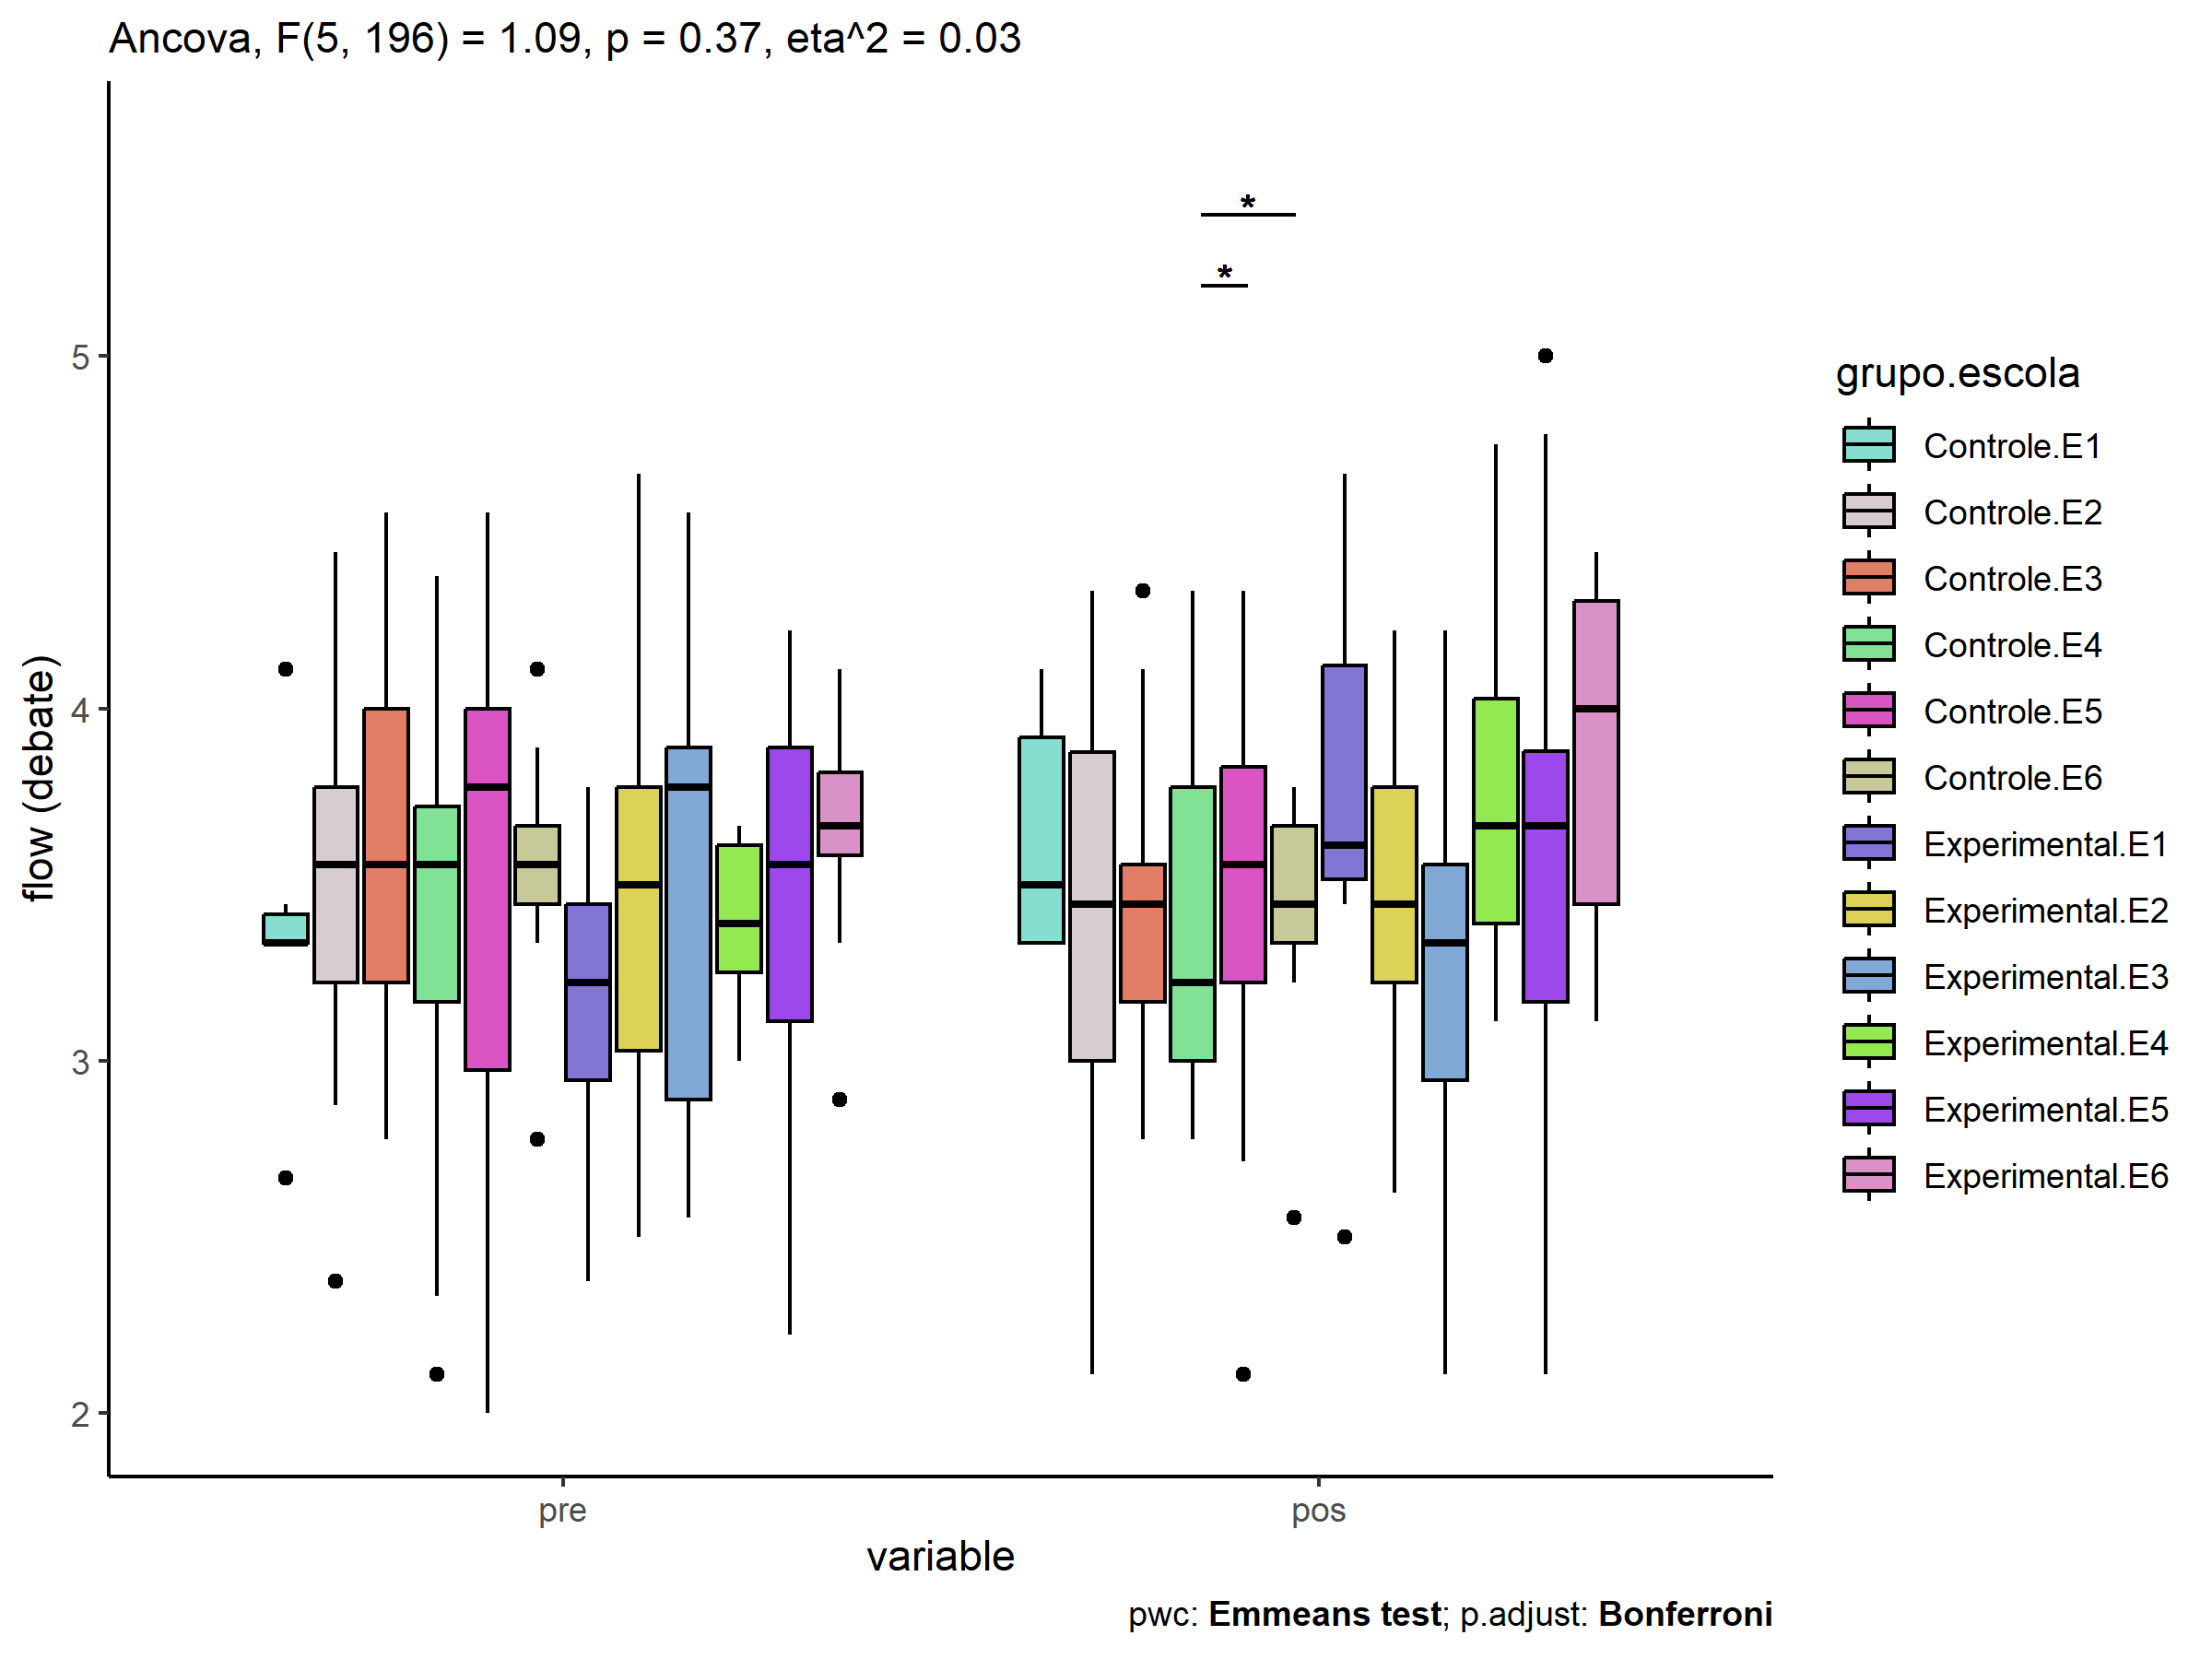 Ancova, F(5, 196) = 1.09, p = 0.37, eta^2 = 0.03
*
*
5
4
3
2
flow (debate)
pre
pos
variable
pwc: Emmeans test; p.adjust: Bonferroni
grupo.escola
Controle.E1
Controle.E2
Controle.E3
Controle.E4
Controle.E5
Controle.E6
Experimental.E1
Experimental.E2
Experimental.E3
Experimental.E4
Experimental.E5
Experimental.E6